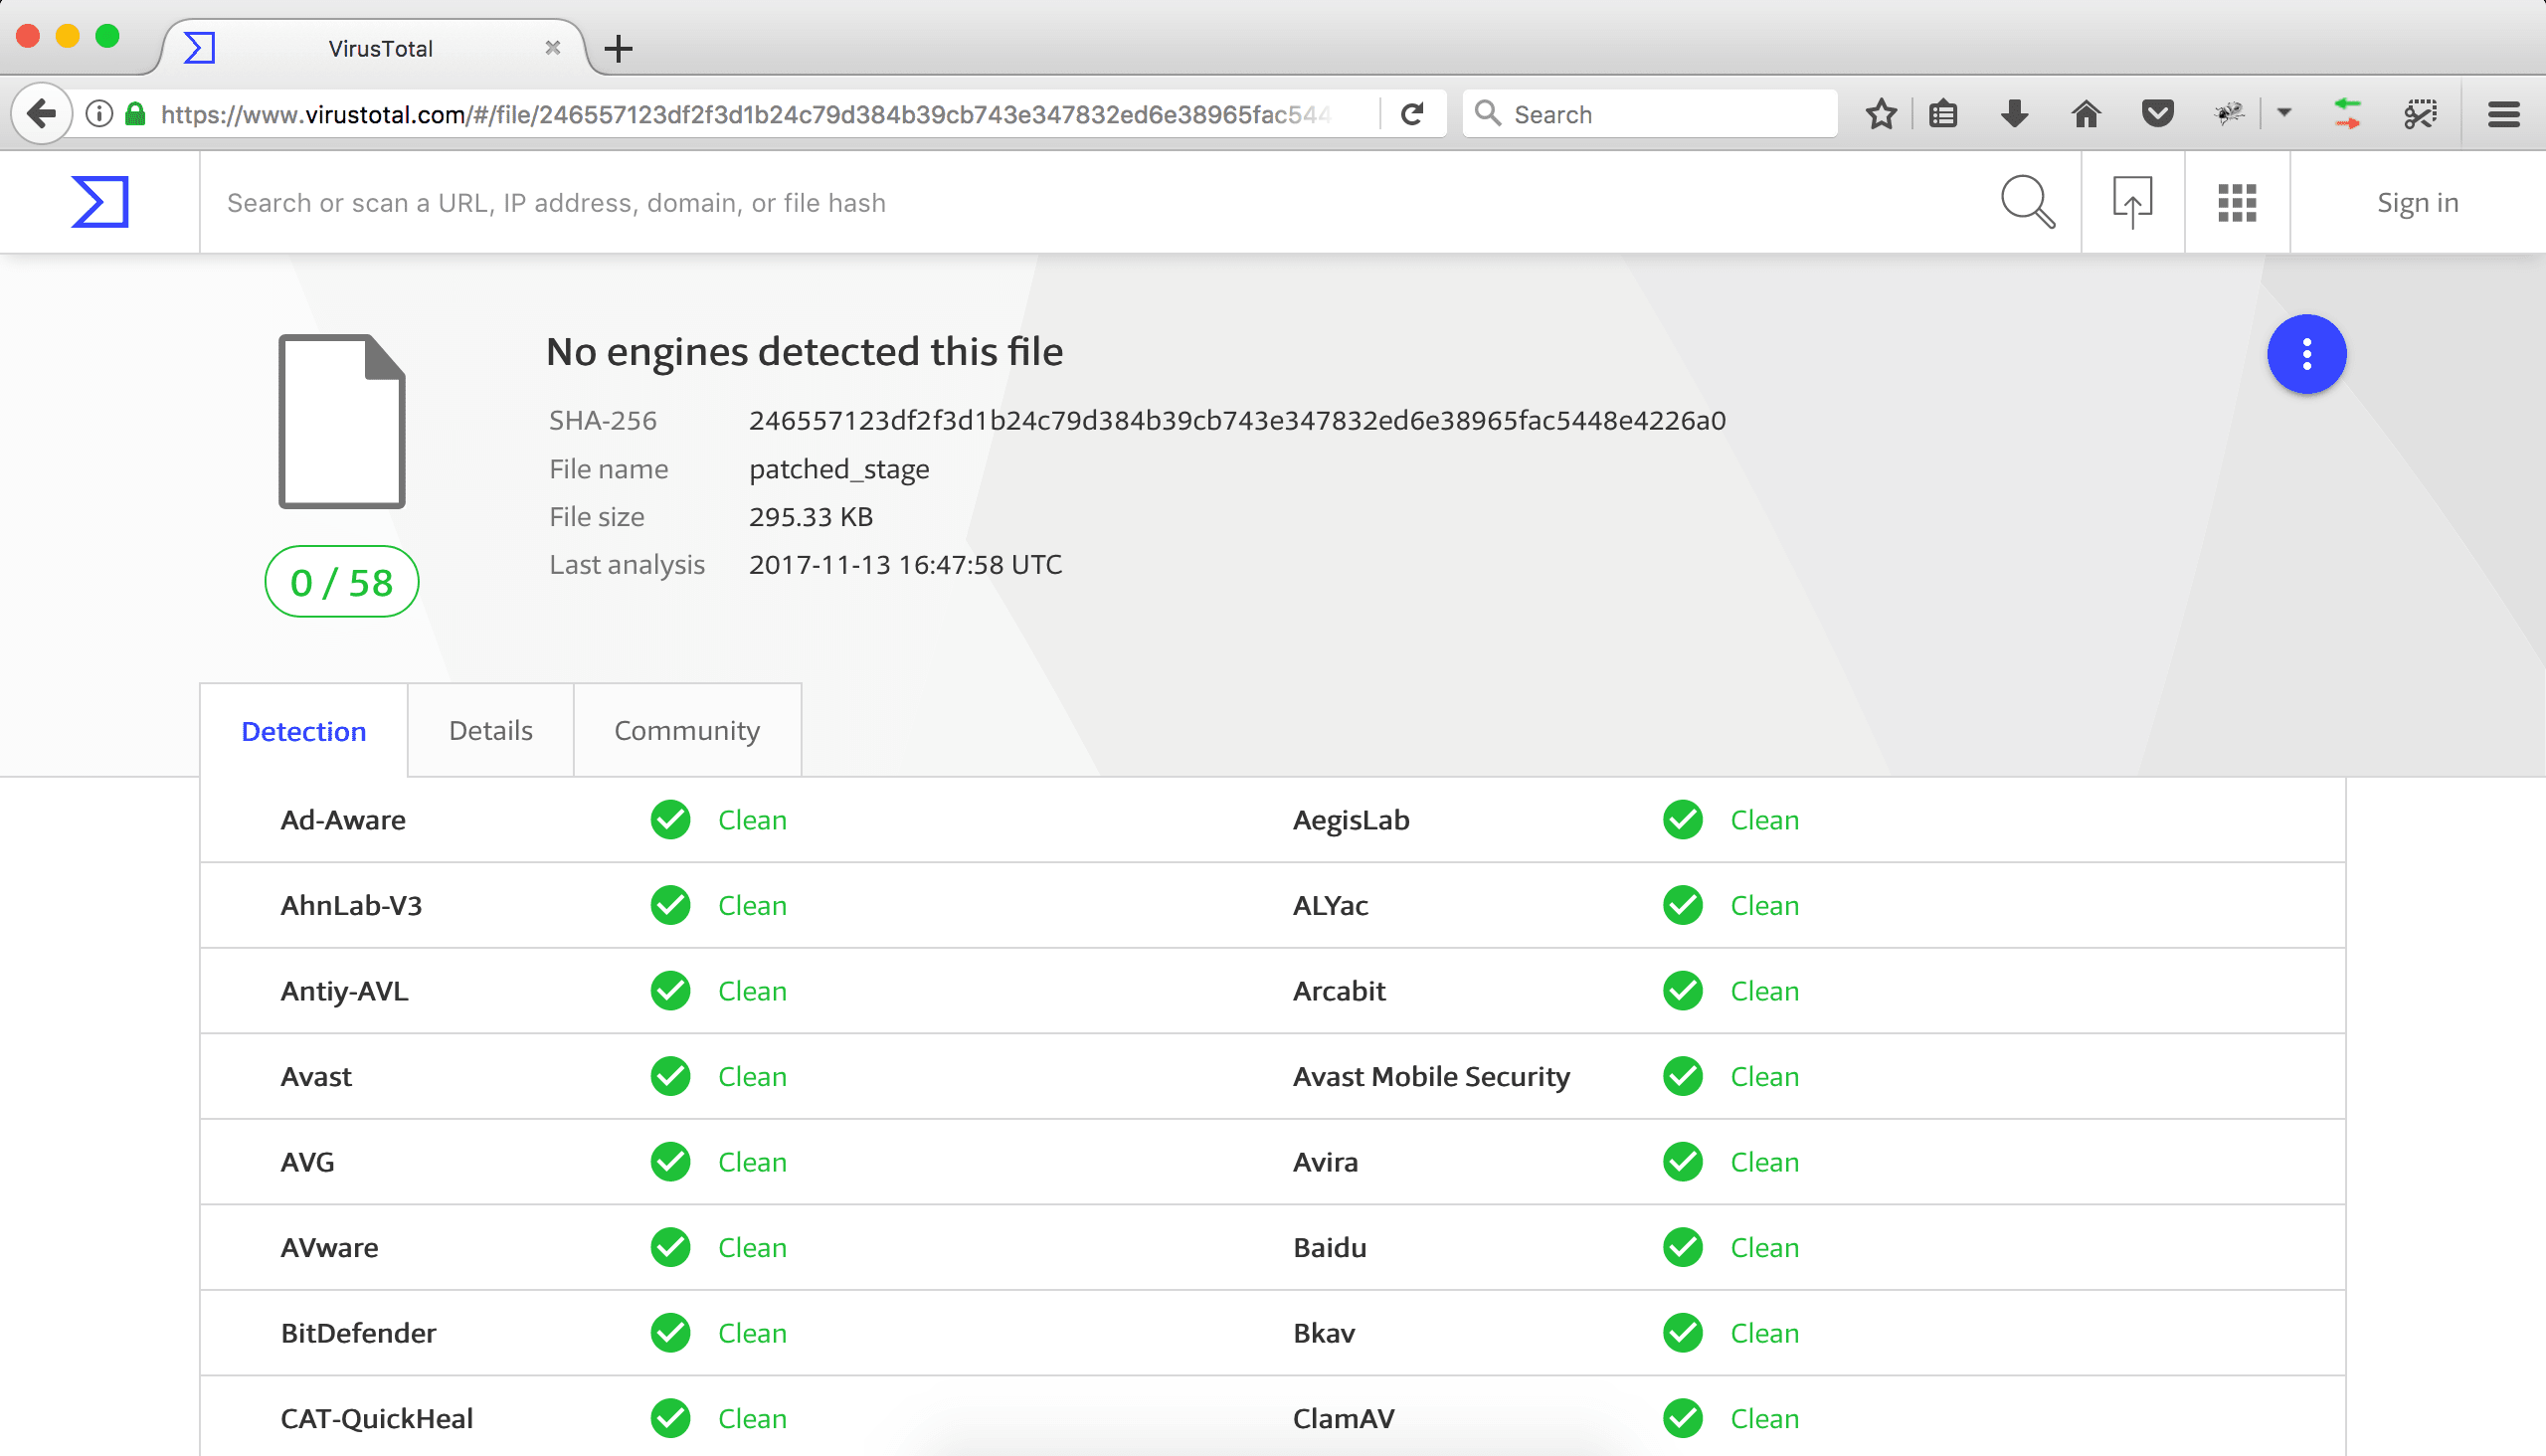 VirusTotal
https://www.virustotal.com/#/file/246557123df2f3d1b24c79d384b39cb743e347832ed6e38965fac544
Search
Search or scan a URL, IP address, domain, or file hash
Sign in
No engines detected this file
SHA-256 246557123df2f3d1b24c79d384b39cb743e347832ed6e38965fac5448e4226a0
File name patched_stage
File size 295.33 KB
Last analysis 2017-11-13 16:47:58 UTC
0 / 58
Detection Details Community
Ad-Aware Clean AegisLab Clean
AhnLab-V3 Clean ALYac Clean
Antiy-AVL Clean Arcabit Clean
Avast Clean Avast Mobile Security Clean
AVG Clean Avira Clean
AVware Clean Baidu Clean
BitDefender Clean Bkav Clean
CAT-QuickHeal Clean ClamAV Clean